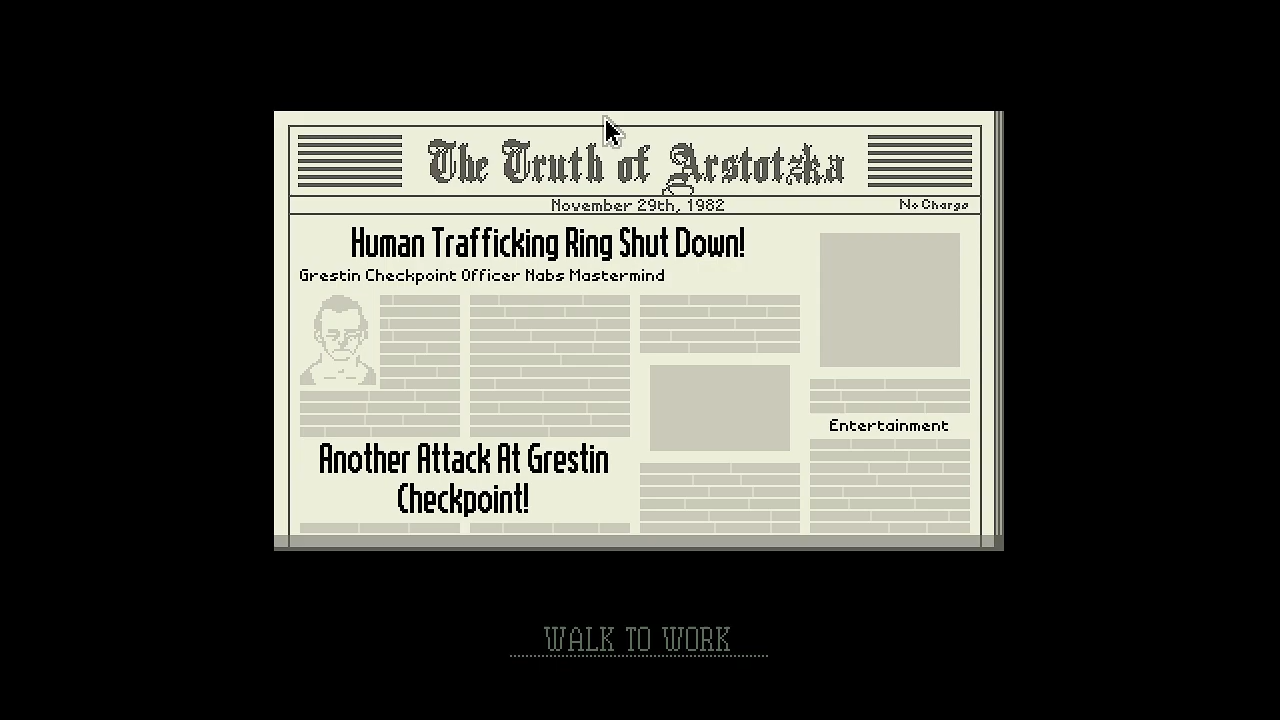 The Truth of Arstotzka
November 29th, 1982
No Charge
Human Trafficking Ring Shut Down!
Grestin Checkpoint Officer Nabs Mastermind
Another Attack At Grestin
Checkpoint!
Entertainment
WALK TO WORK